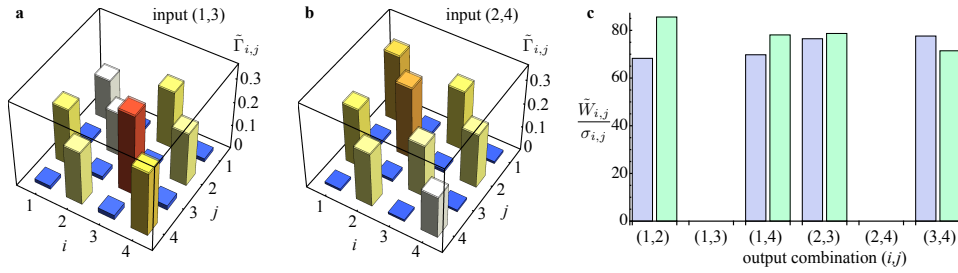 a
input (1,3)
Γ̃i,j
0.3
0.2
0.1
0
1
2
3
4
i
1
2
3
4
j
b
input (2,4)
Γ̃i,j
0.3
0.2
0.1
0
1
2
3
4
i
1
2
3
4
j
c
W̃i,j
σi,j
80
60
40
20
0
(1,2) (1,3) (1,4) (2,3) (2,4) (3,4)
output combination (i,j)